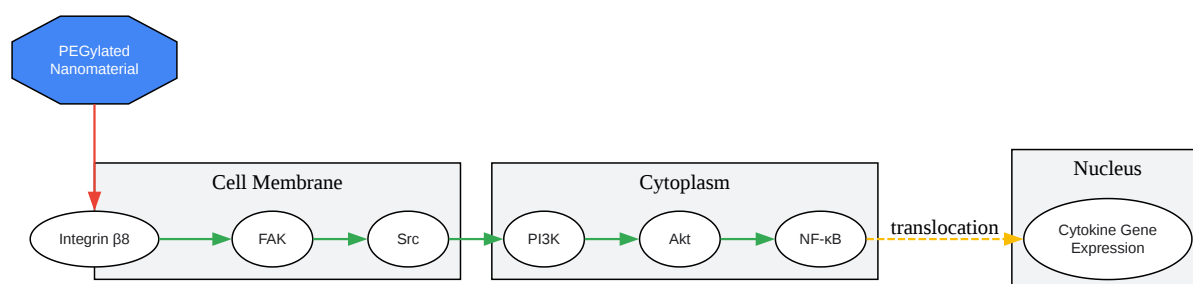 PEGylated
Nanomaterial
Cell Membrane
Cytoplasm
Nucleus
Integrin β8
FAK
Src
PI3K
Akt
NF-κB
translocation
Cytokine Gene
Expression